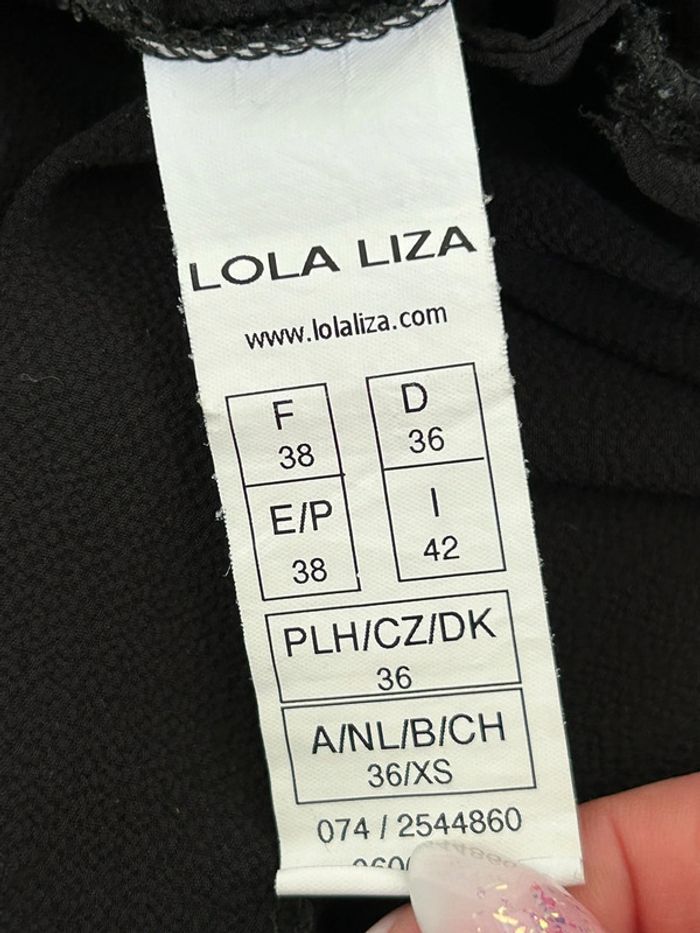 LOLA LIZA
www.lolaliza.com
F
38
D
36
E/P
38
I
42
PLH/CZ/DK
36
A/NL/B/CH
36/XS
074 / 2544860